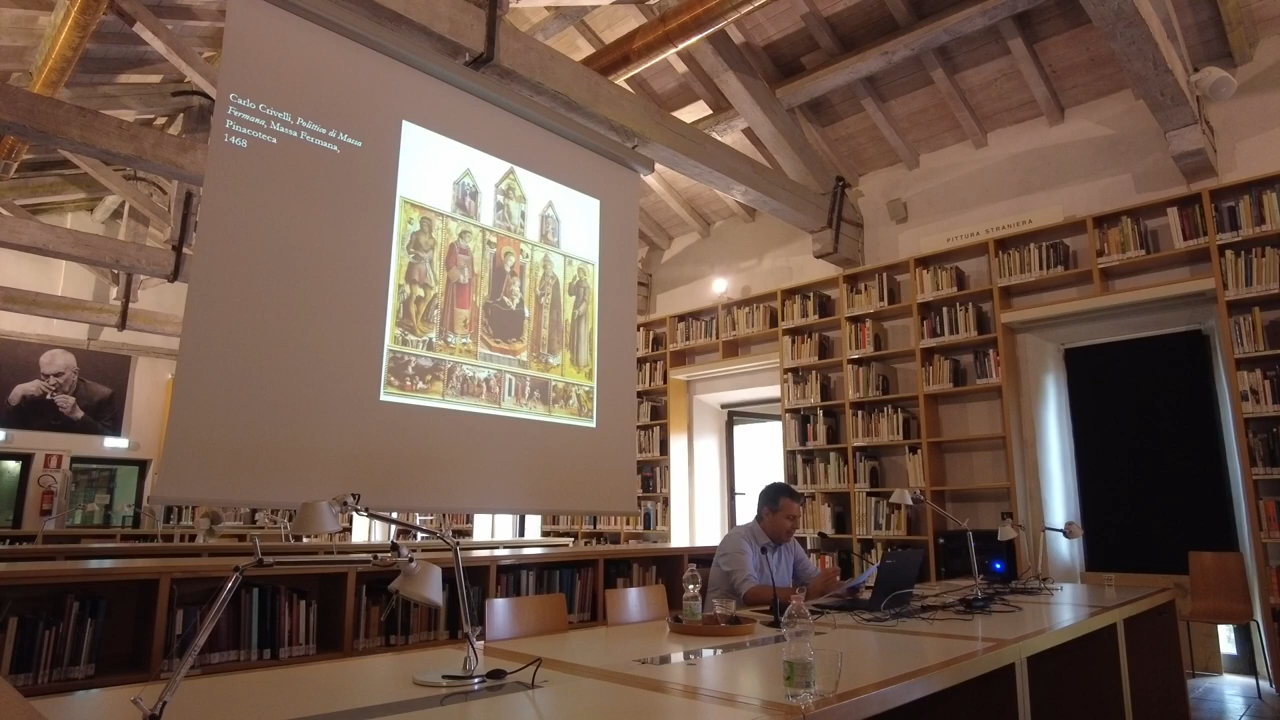 Carlo Crivelli, Polittico di Massa
Fermana, Massa Fermana,
Pinacoteca
1468
PITTURA STRANIERA